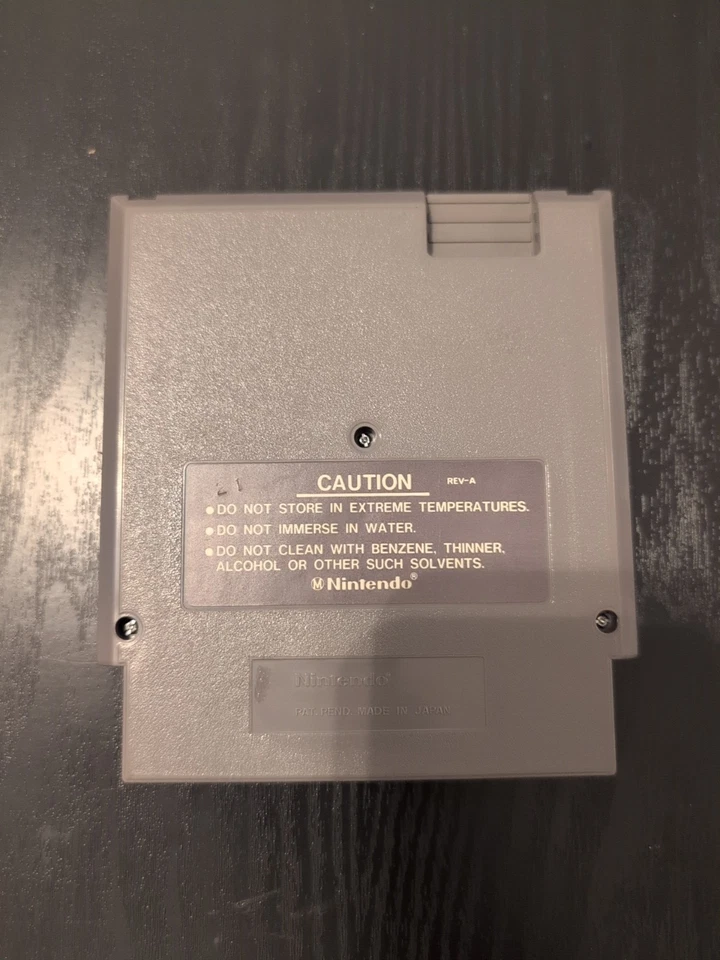 CAUTION REV-A
●DO NOT STORE IN EXTREME TEMPERATURES.
●DO NOT IMMERSE IN WATER.
●DO NOT CLEAN WITH BENZENE, THINNER,
ALCOHOL OR OTHER SUCH SOLVENTS.
Ⓜ Nintendo®
Nintendo®
PAT. PEND. MADE IN JAPAN